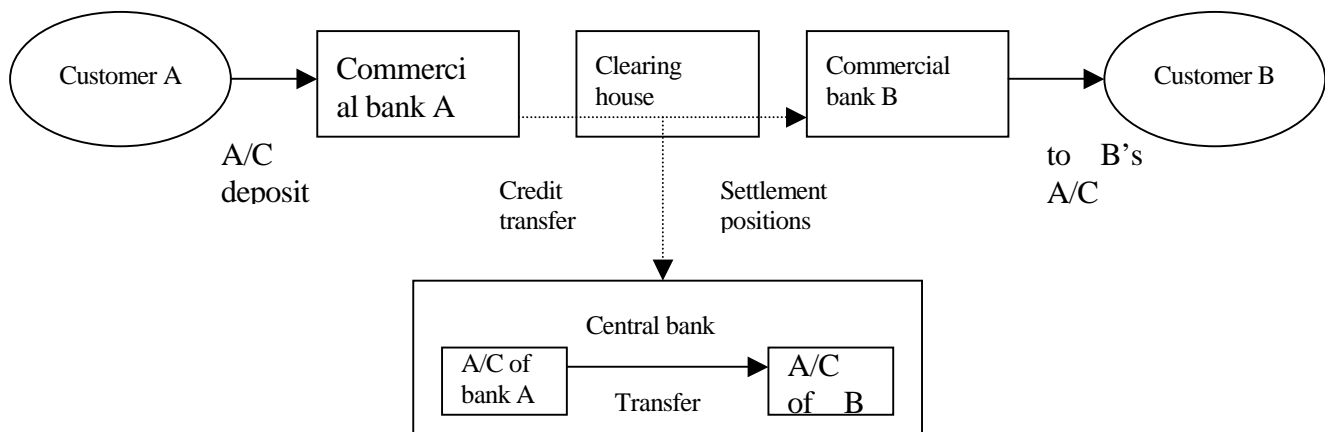 Customer A
Commerci
al bank A
Clearing
house
Commercial
bank B
Customer B
A/C
deposit
Credit
transfer
Settlement
positions
to B’s
A/C
Central bank
A/C of
bank A
Transfer
A/C
of B